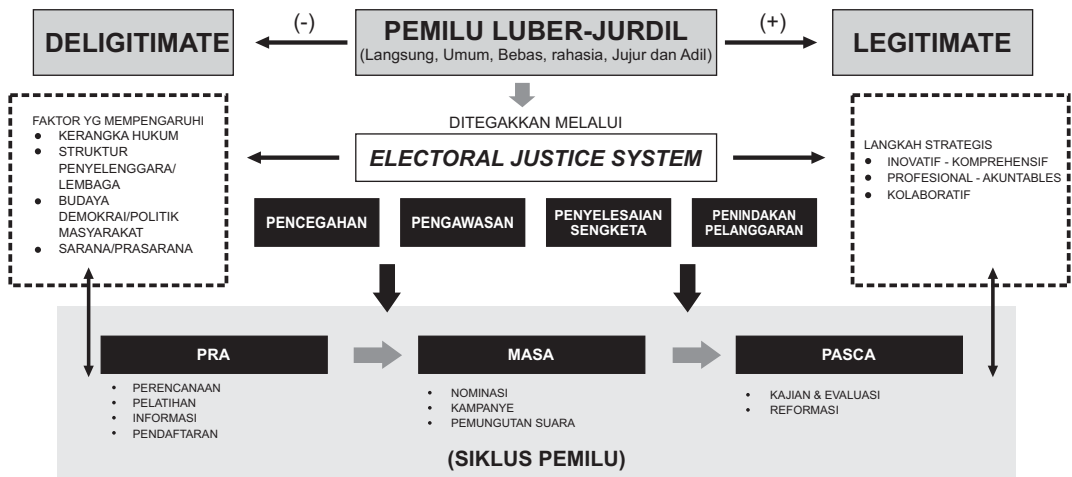 DELIGITIMATE
(-)
PEMILU LUBER-JURDIL
(Langsung, Umum, Bebas, rahasia, Jujur dan Adil)
(+)
LEGITIMATE
FAKTOR YG MEMPENGARUHI
• KERANGKA HUKUM
• STRUKTUR
PENYELENGGARA/
LEMBAGA
• BUDAYA
DEMOKRAI/POLITIK
MASYARAKAT
• SARANA/PRASARANA
DITEGAKKAN MELALUI
ELECTORAL JUSTICE SYSTEM
LANGKAH STRATEGIS
• INOVATIF - KOMPREHENSIF
• PROFESIONAL - AKUNTABLES
• KOLABORATIF
PENCEGAHAN
PENGAWASAN
PENYELESAIAN
SENGKETA
PENINDAKAN
PELANGGARAN
PRA
• PERENCANAAN
• PELATIHAN
• INFORMASI
• PENDAFTARAN
MASA
• NOMINASI
• KAMPANYE
• PEMUNGUTAN SUARA
PASCA
• KAJIAN & EVALUASI
• REFORMASI
(SIKLUS PEMILU)